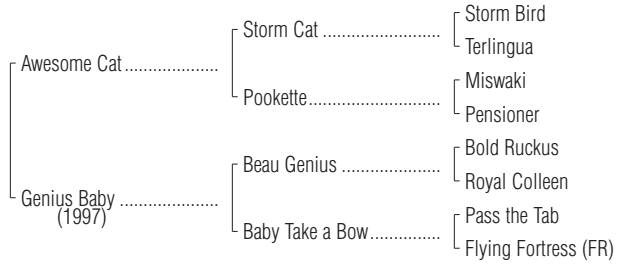 Storm Bird
Storm Cat ..........................
Terlingua
Awesome Cat ....................
Miswaki
Pookette............................
Pensioner
Bold Ruckus
Beau Genius .....................
Royal Colleen
Genius Baby .....................
(1997)
Pass the Tab
Baby Take a Bow...............
Flying Fortress (FR)